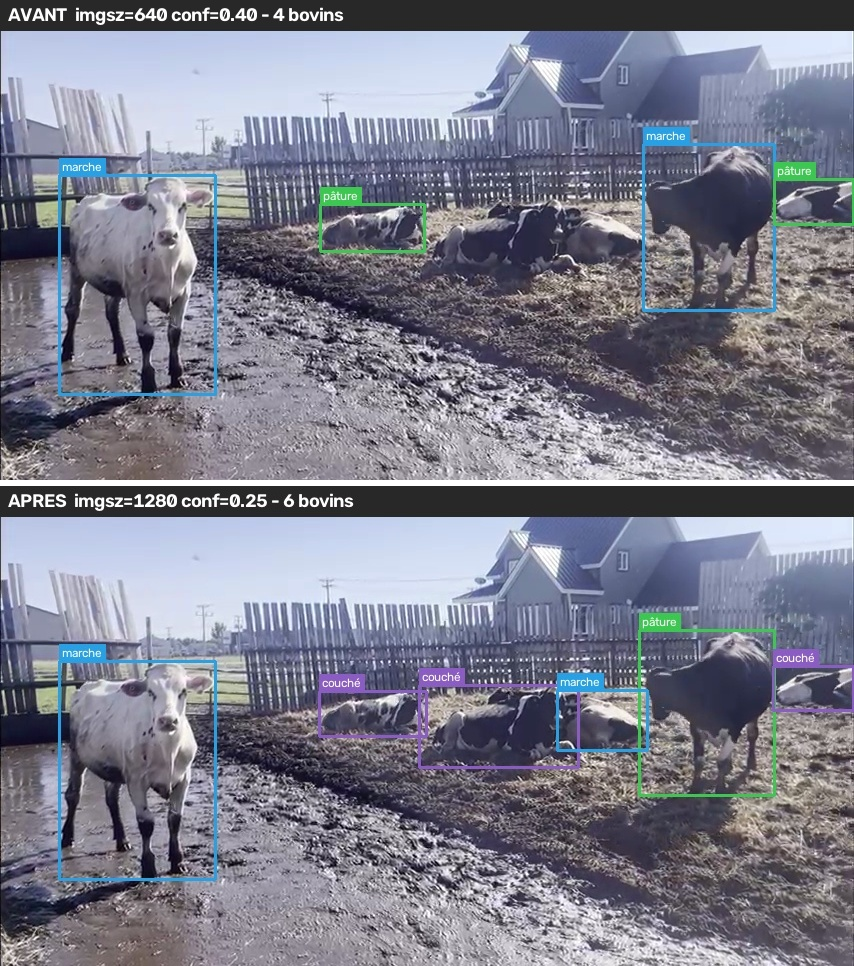 AVANT imgsz=640 conf=0.40 - 4 bovins
marche
pâture
marche
pâture
APRES imgsz=1280 conf=0.25 - 6 bovins
marche
couché
couché
marche
pâture
couché